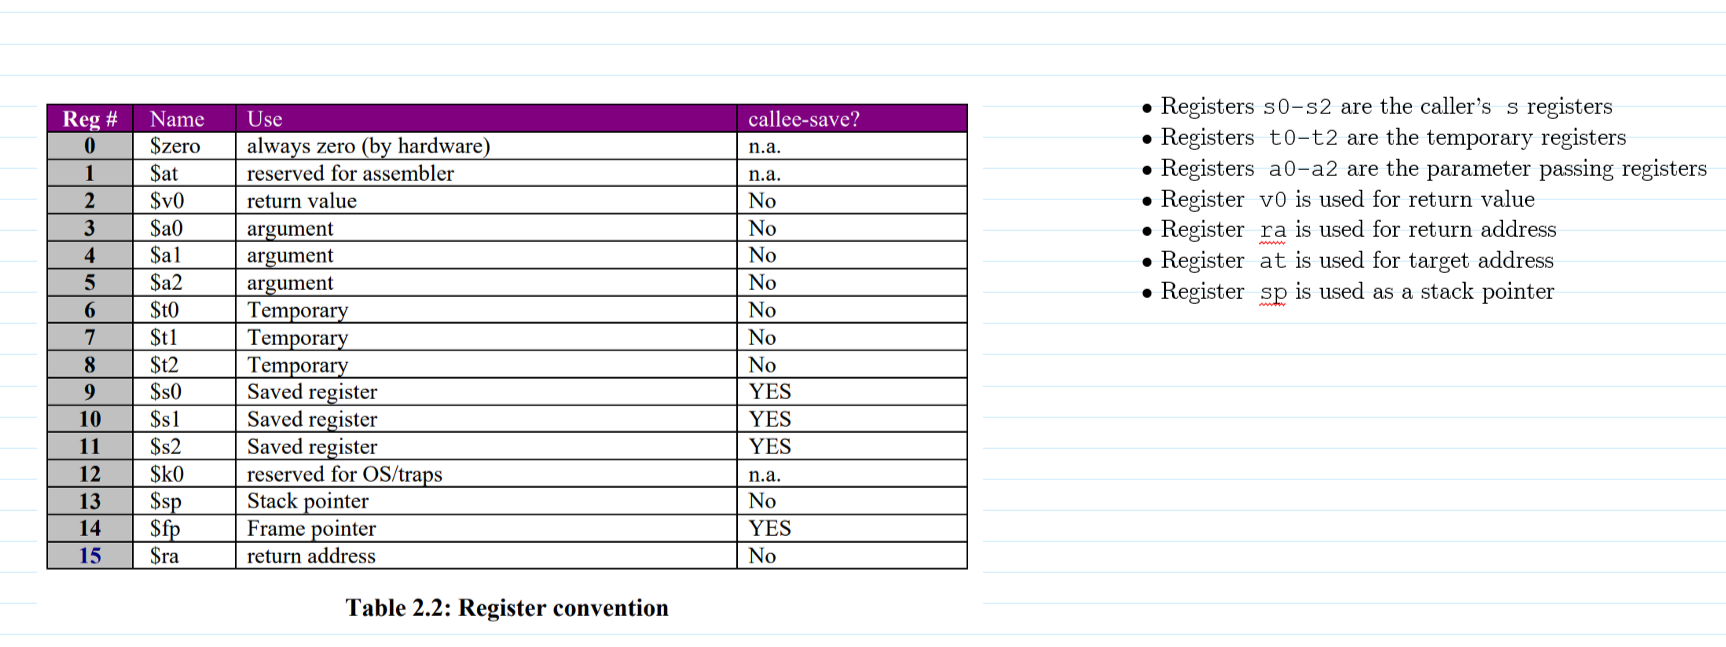 Reg # Name Use callee-save?
0 $zero always zero (by hardware) n.a.
1 $at reserved for assembler n.a.
2 $v0 return value No
3 $a0 argument No
4 $a1 argument No
5 $a2 argument No
6 $t0 Temporary No
7 $t1 Temporary No
8 $t2 Temporary No
9 $s0 Saved register YES
10 $s1 Saved register YES
11 $s2 Saved register YES
12 $k0 reserved for OS/traps n.a.
13 $sp Stack pointer No
14 $fp Frame pointer YES
15 $ra return address No
Table 2.2: Register convention
• Registers s0-s2 are the caller's s registers
• Registers t0-t2 are the temporary registers
• Registers a0-a2 are the parameter passing registers
• Register v0 is used for return value
• Register ra is used for return address
• Register at is used for target address
• Register sp is used as a stack pointer